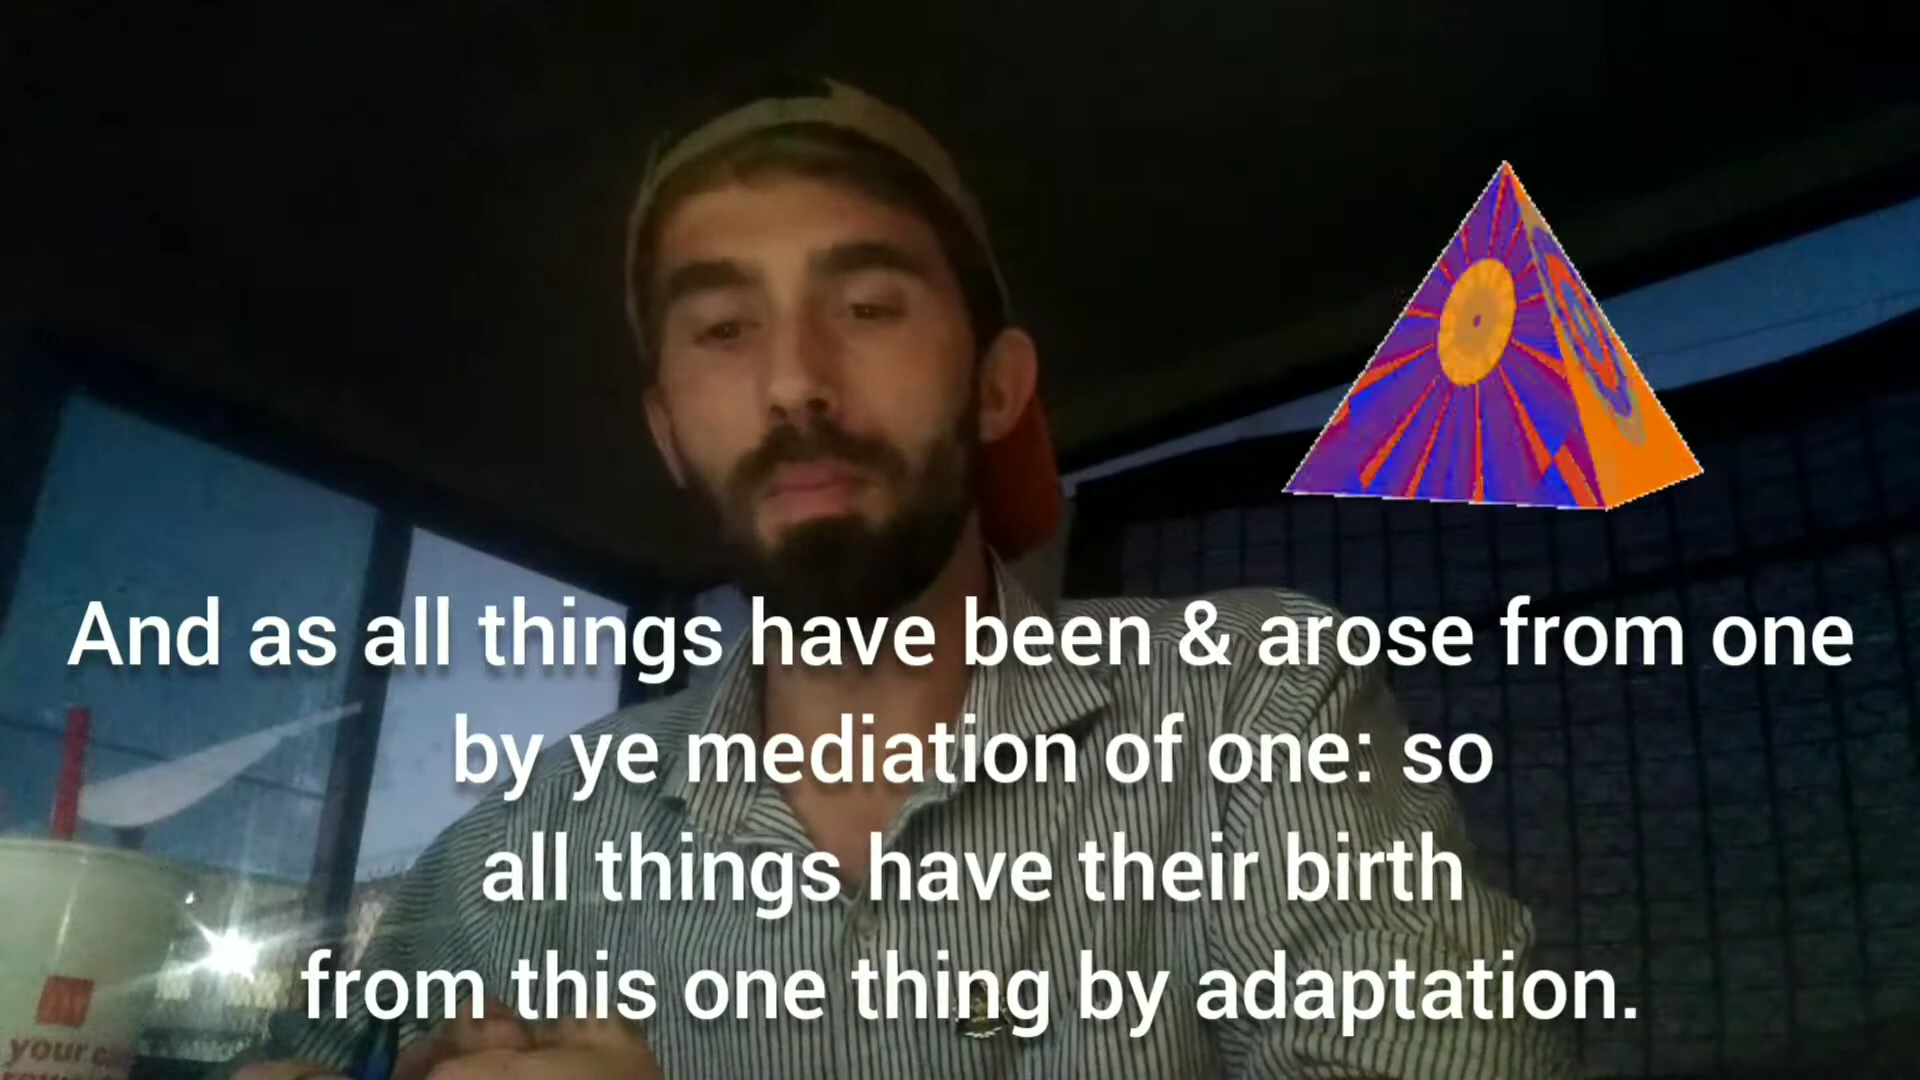 And as all things have been & arose from one
by ye mediation of one: so
all things have their birth
from this one thing by adaptation.
your